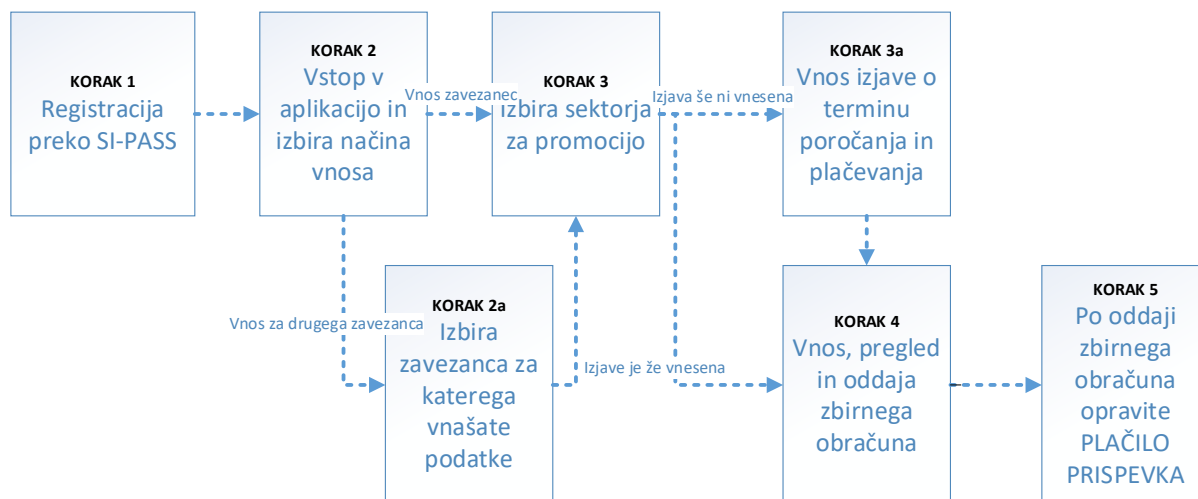 KORAK 1
Registracija
preko SI-PASS
KORAK 2
Vstop v
aplikacijo in
izbira načina
vnosa
Vnos zavezanec
KORAK 3
Izbira sektorja
za promocijo
Izjava še ni vnesena
KORAK 3a
Vnos izjave o
terminu
poročanja in
plačevanja
Vnos za drugega zavezanca
KORAK 2a
Izbira
zavezanca za
katerega
vnašate
podatke
Izjave je že vnesena
KORAK 4
Vnos, pregled
in oddaja
zbirnega
obračuna
KORAK 5
Po oddaji
zbirnega
obračuna
opravite
PLAČILO
PRISPEVKA